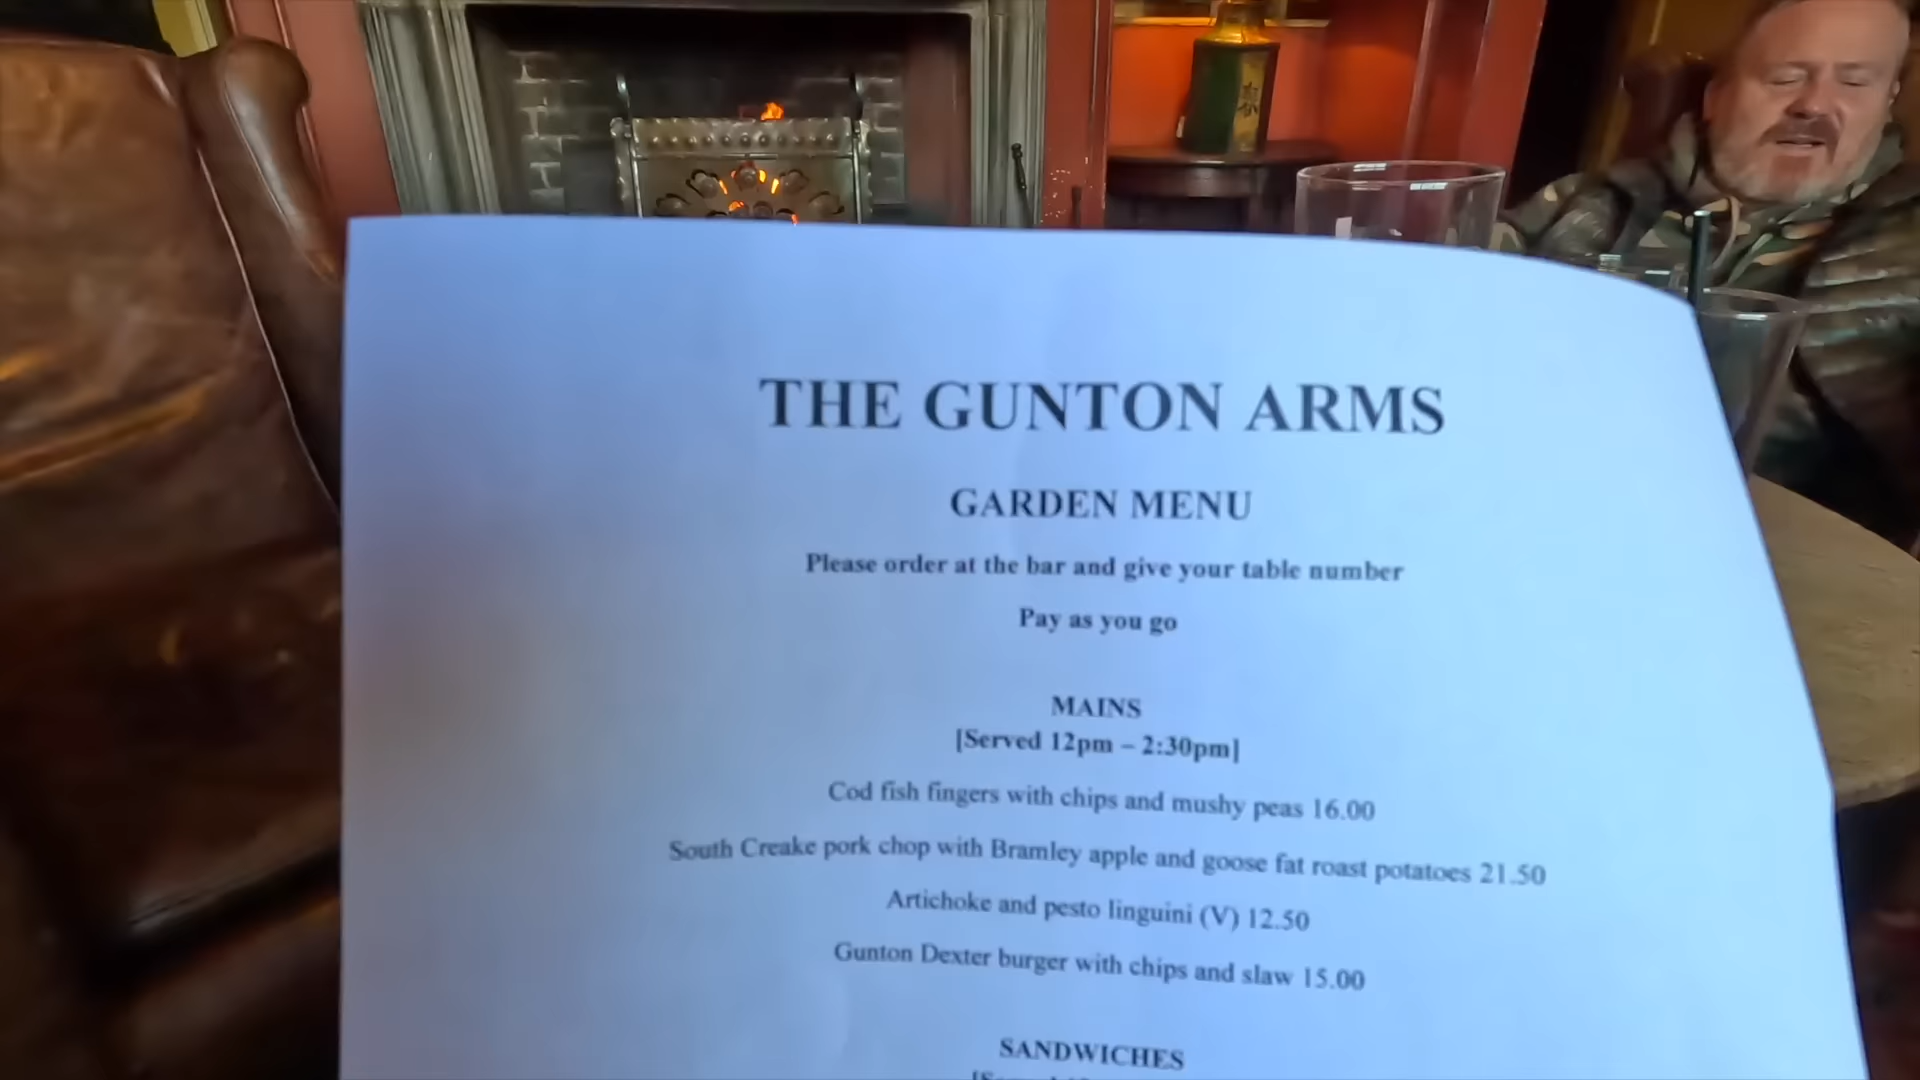 THE GUNTON ARMS
GARDEN MENU
Please order at the bar and give your table number
Pay as you go
MAINS
[Served 12pm – 2:30pm]
Cod fish fingers with chips and mushy peas 16.00
South Creake pork chop with Bramley apple and goose fat roast potatoes 21.50
Artichoke and pesto linguini (V) 12.50
Gunton Dexter burger with chips and slaw 15.00
SANDWICHES